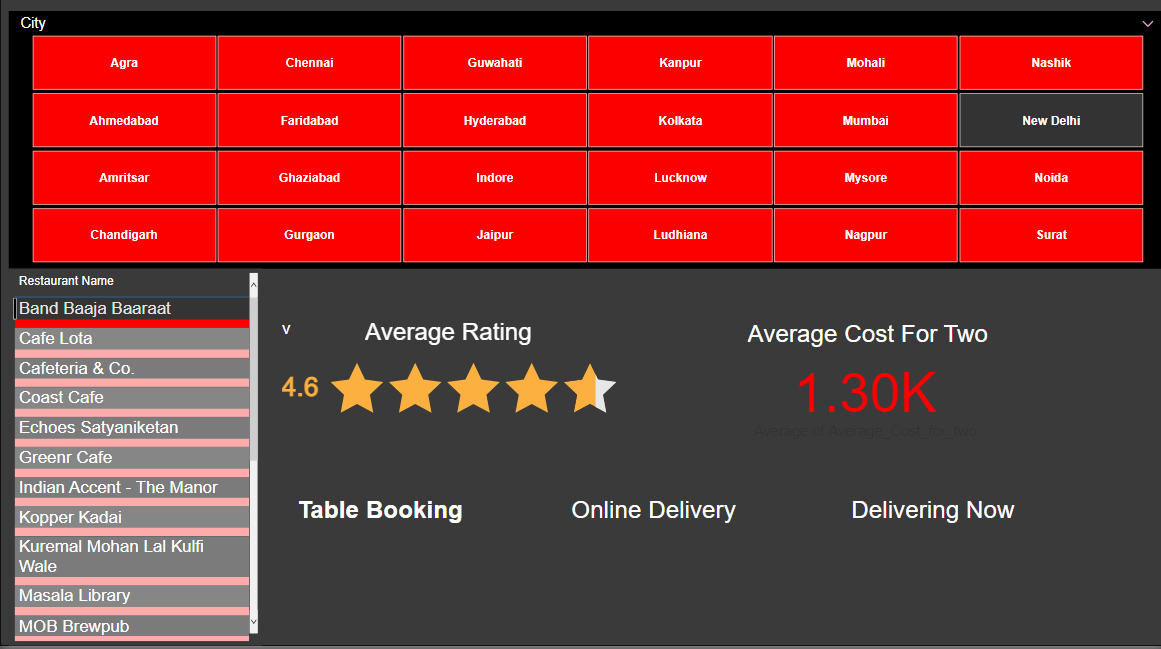 City
Agra
Chennai
Guwahati
Kanpur
Mohali
Nashik
Ahmedabad
Faridabad
Hyderabad
Kolkata
Mumbai
New Delhi
Amritsar
Ghaziabad
Indore
Lucknow
Mysore
Noida
Chandigarh
Gurgaon
Jaipur
Ludhiana
Nagpur
Surat
Restaurant Name
Band Baaja Baaraat
Cafe Lota
Cafeteria & Co.
Coast Cafe
Echoes Satyaniketan
Greenr Cafe
Indian Accent - The Manor
Kopper Kadai
Kuremal Mohan Lal Kulfi
Wale
Masala Library
MOB Brewpub
v
Average Rating
4.6
Average Cost For Two
1.30K
Average of Average_Cost_for_two
Table Booking
Online Delivery
Delivering Now